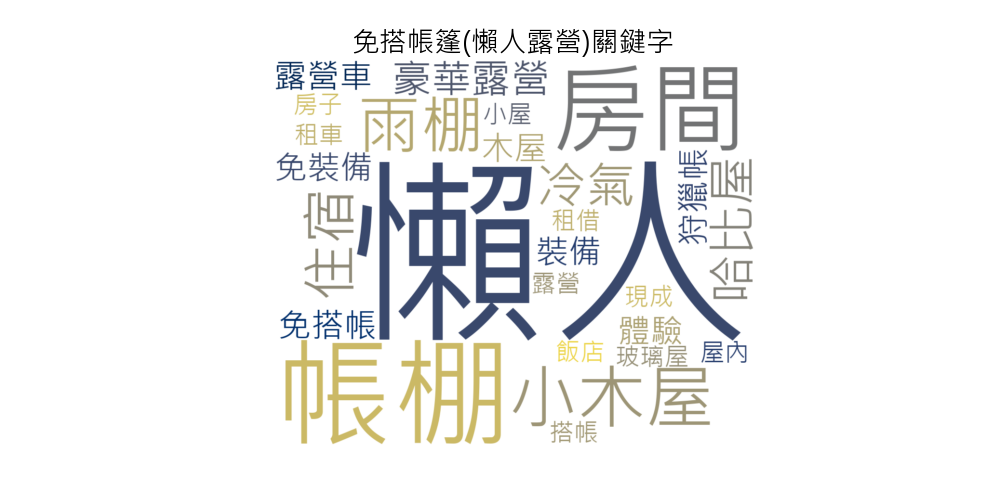 免搭帳篷(懶人露營)關鍵字
露營車
豪華露營
房間
房子
雨棚
小屋
租車
木屋
免裝備
懶人
冷氣
狩獵帳
哈比屋
住宿
租借
裝備
露營
現成
免搭帳
體驗
帳棚
飯店
玻璃屋
屋內
小木屋
搭帳